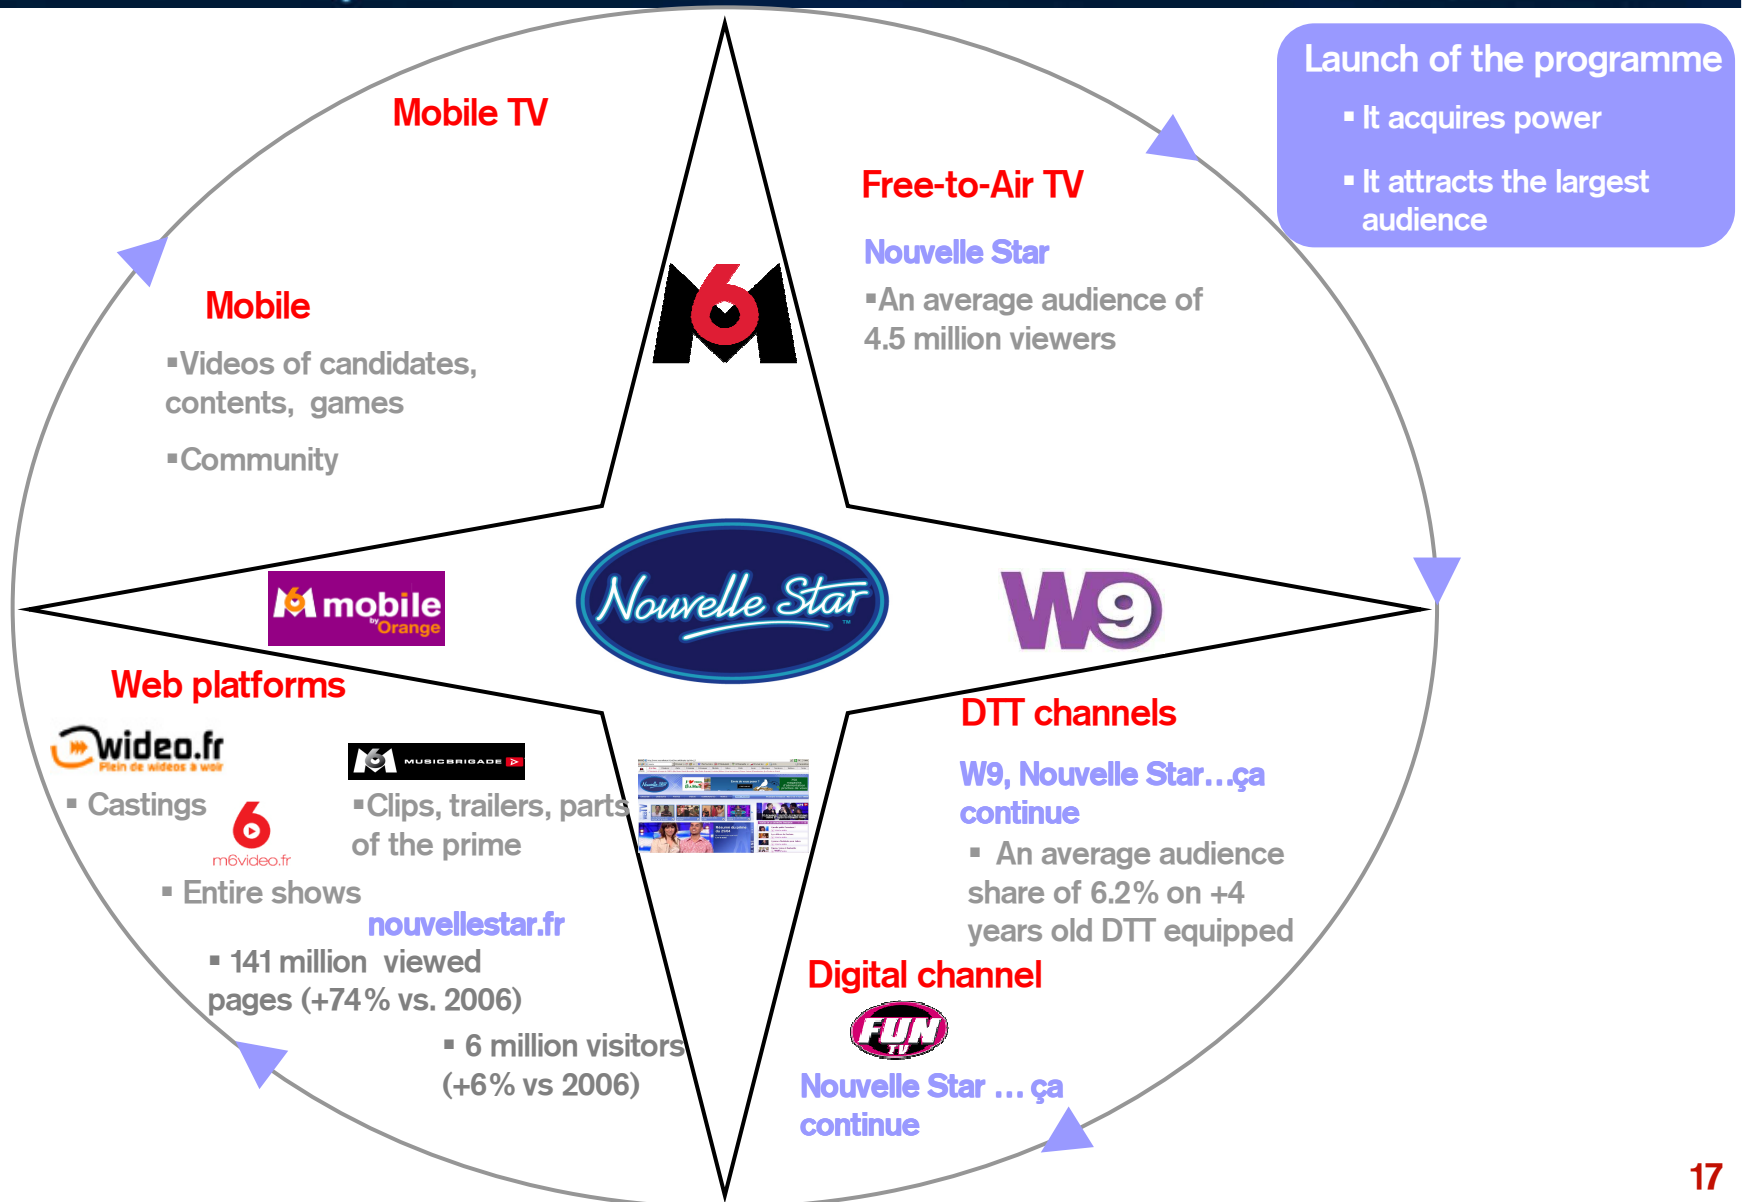 Launch of the programme
▪ It acquires power
▪ It attracts the largest
audience
Mobile TV
Free-to-Air TV
Nouvelle Star
▪An average audience of
4.5 million viewers
M6
Mobile
▪Videos of candidates,
contents, games
▪Community
M6 mobile
by Orange
Nouvelle Star
TM
W9
Web platforms
wideo.fr
Plein de wideos à woir
M6 MUSICBRIGADE
▪ Castings
6
m6video.fr
▪Clips, trailers, parts
of the prime
▪ Entire shows
nouvellestar.fr
▪ 141 million viewed
pages (+74% vs. 2006)
▪ 6 million visitors
(+6% vs 2006)
DTT channels
W9, Nouvelle Star…ça
continue
▪ An average audience
share of 6.2% on +4
years old DTT equipped
Digital channel
FUN
TV
Nouvelle Star … ça
continue
17